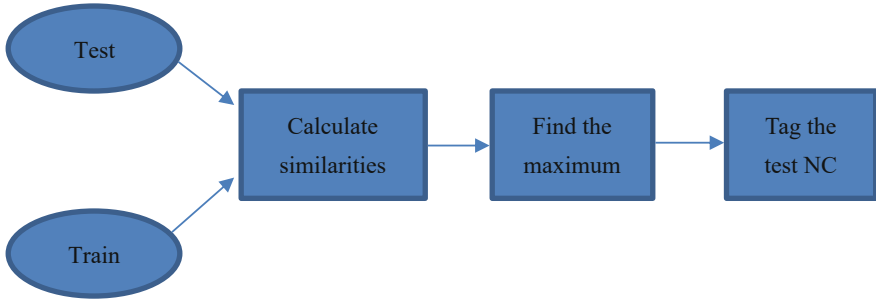 Test
Calculate
similarities
Find the
maximum
Tag the
test NC
Train